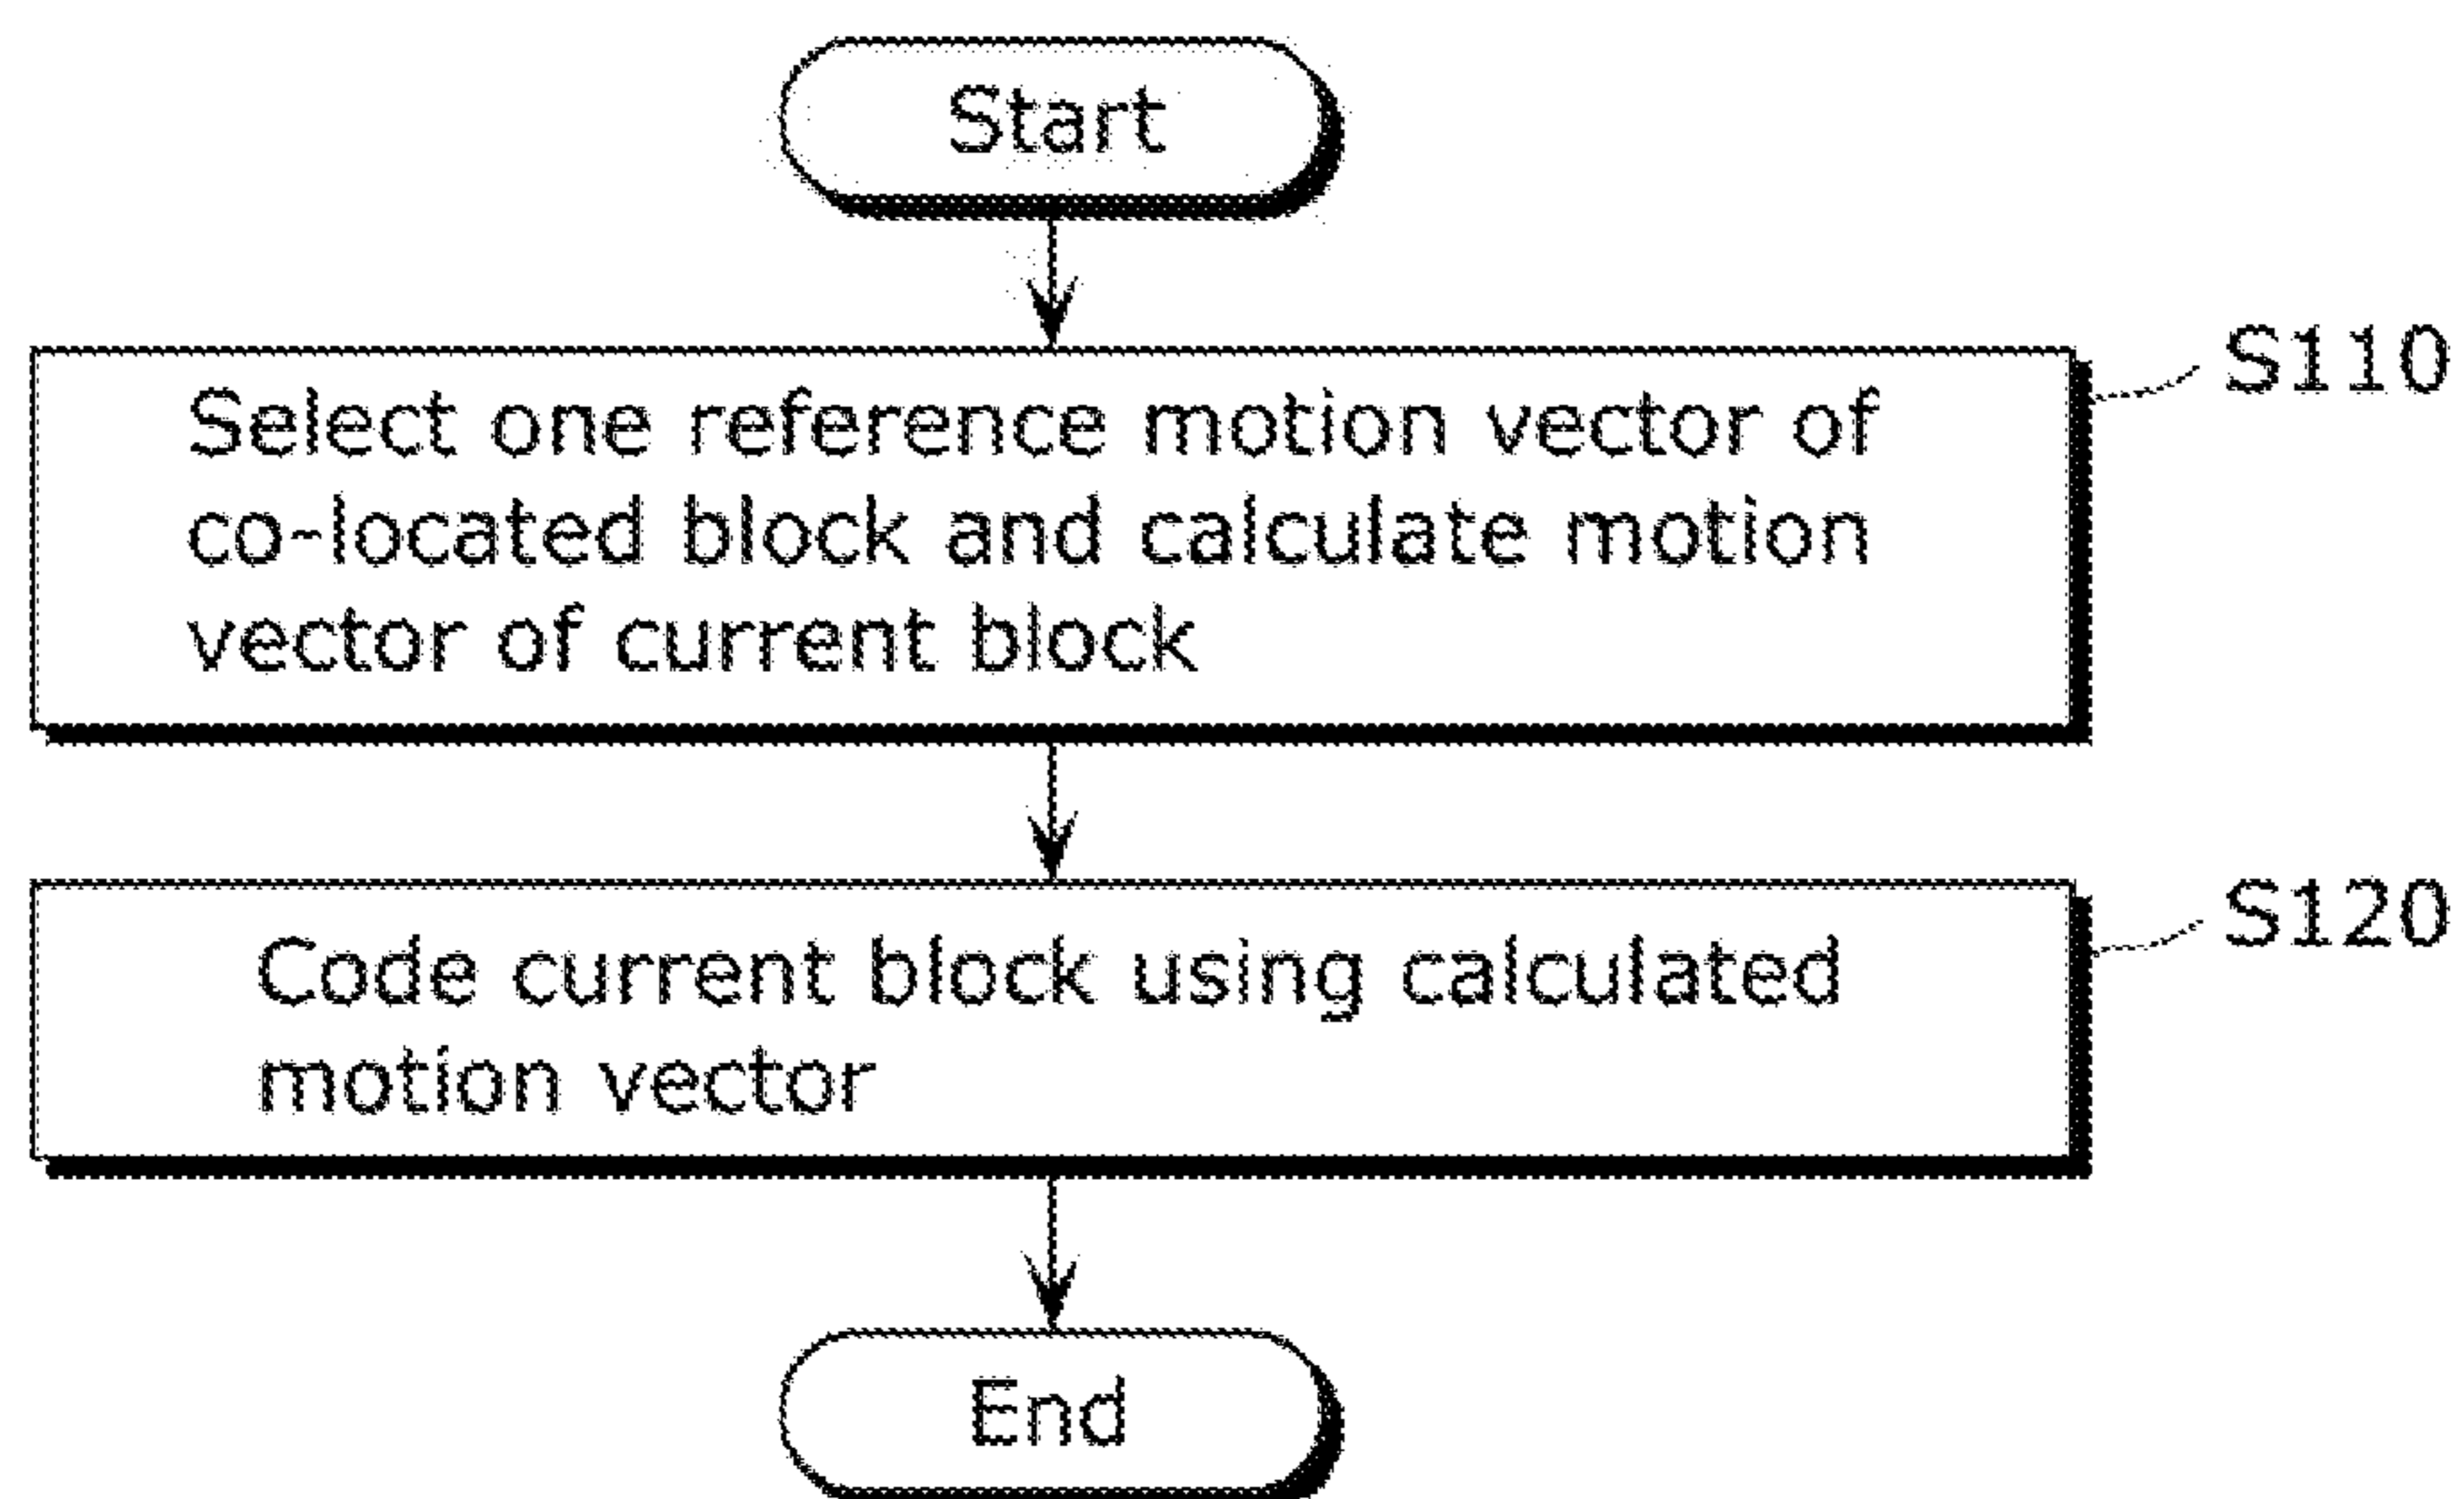 Start
S110
Select one reference motion vector of
co-located block and calculate motion
vector of current block
S120
Code current block using calculated
motion vector
End